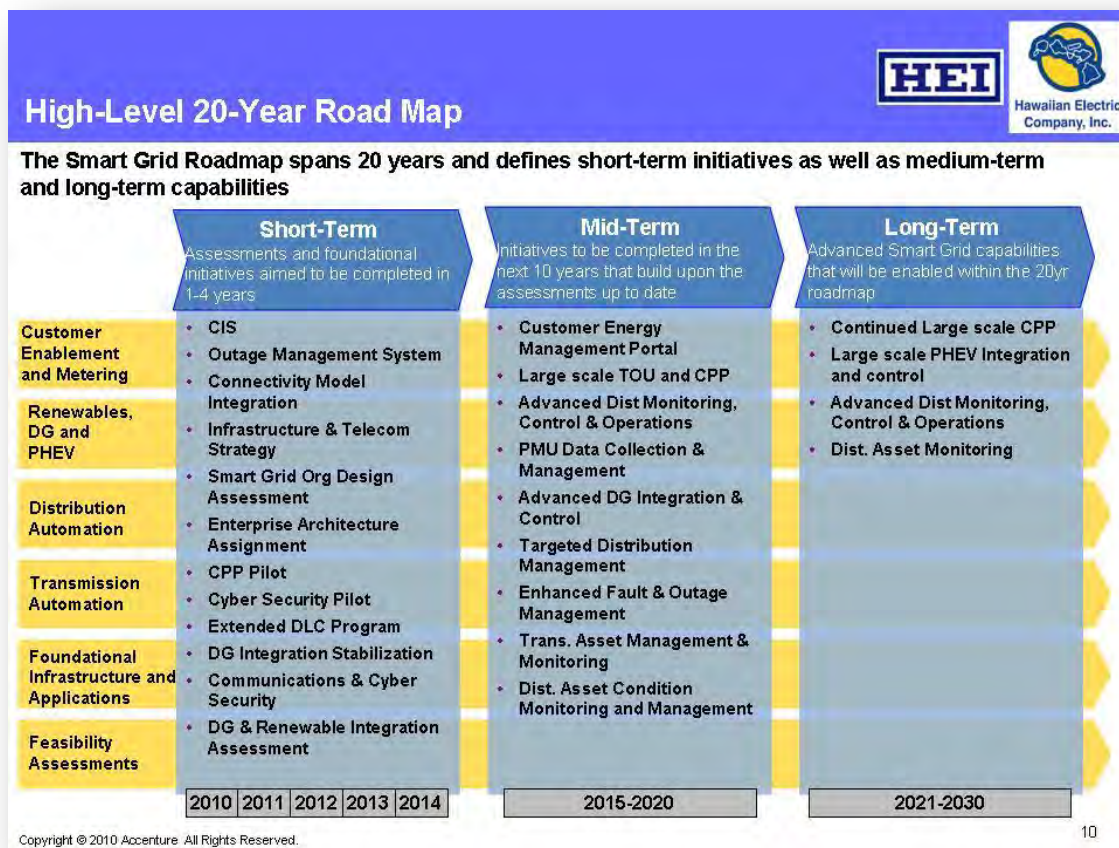 HEI
Hawaiian Electric
Company, Inc.
High-Level 20-Year Road Map
The Smart Grid Roadmap spans 20 years and defines short-term initiatives as well as medium-term
and long-term capabilities
Short-Term
Assessments and foundational
initiatives aimed to be completed in
1-4 years
Mid-Term
Initiatives to be completed in the
next 10 years that build upon the
assessments up to date
Long-Term
Advanced Smart Grid capabilities
that will be enabled within the 20yr
roadmap
Customer
Enablement
and Metering
Renewables,
DG and
PHEV
Distribution
Automation
Transmission
Automation
Foundational
Infrastructure and
Applications
Feasibility
Assessments
• CIS
• Outage Management System
• Connectivity Model
Integration
• Infrastructure & Telecom
Strategy
• Smart Grid Org Design
Assessment
• Enterprise Architecture
Assignment
• CPP Pilot
• Cyber Security Pilot
• Extended DLC Program
• DG Integration Stabilization
• Communications & Cyber
Security
• DG & Renewable Integration
Assessment
• Customer Energy
Management Portal
• Large scale TOU and CPP
• Advanced Dist Monitoring,
Control & Operations
• PMU Data Collection &
Management
• Advanced DG Integration &
Control
• Targeted Distribution
Management
• Enhanced Fault & Outage
Management
• Trans. Asset Management &
Monitoring
• Dist. Asset Condition
Monitoring and Management
• Continued Large scale CPP
• Large scale PHEV Integration
and control
• Advanced Dist Monitoring,
Control & Operations
• Dist. Asset Monitoring
2010 2011 2012 2013 2014
2015-2020
2021-2030
Copyright © 2010 Accenture All Rights Reserved.
10